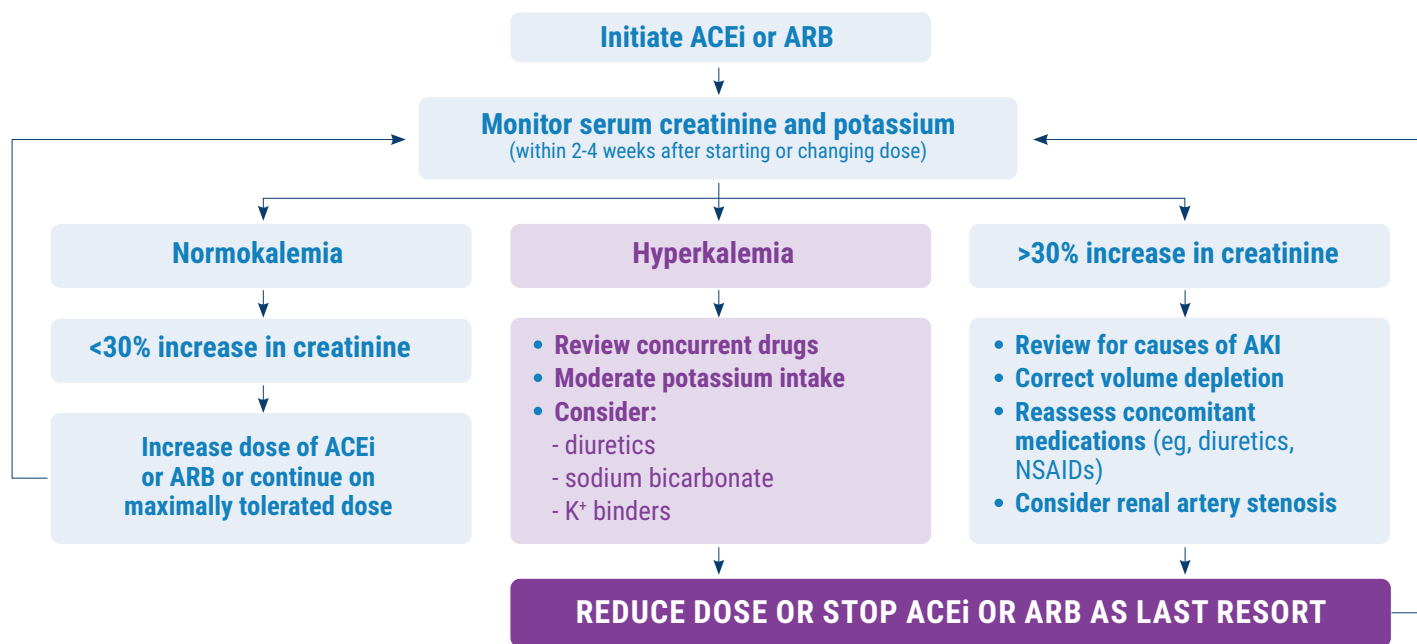 Initiate ACEi or ARB
Monitor serum creatinine and potassium
(within 2-4 weeks after starting or changing dose)
Normokalemia
<30% increase in creatinine
Increase dose of ACEi
or ARB or continue on
maximally tolerated dose
Hyperkalemia
• Review concurrent drugs
• Moderate potassium intake
• Consider:
- diuretics
- sodium bicarbonate
- K⁺ binders
>30% increase in creatinine
• Review for causes of AKI
• Correct volume depletion
• Reassess concomitant
medications (eg, diuretics,
NSAIDs)
• Consider renal artery stenosis
REDUCE DOSE OR STOP ACEi OR ARB AS LAST RESORT